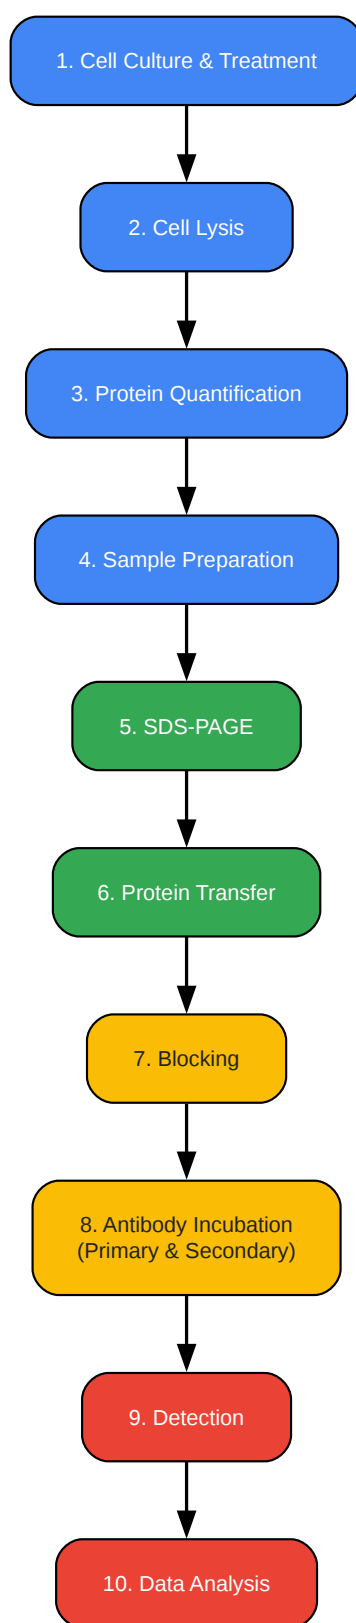 1. Cell Culture & Treatment
2. Cell Lysis
3. Protein Quantification
4. Sample Preparation
5. SDS-PAGE
6. Protein Transfer
7. Blocking
8. Antibody Incubation
(Primary & Secondary)
9. Detection
10. Data Analysis